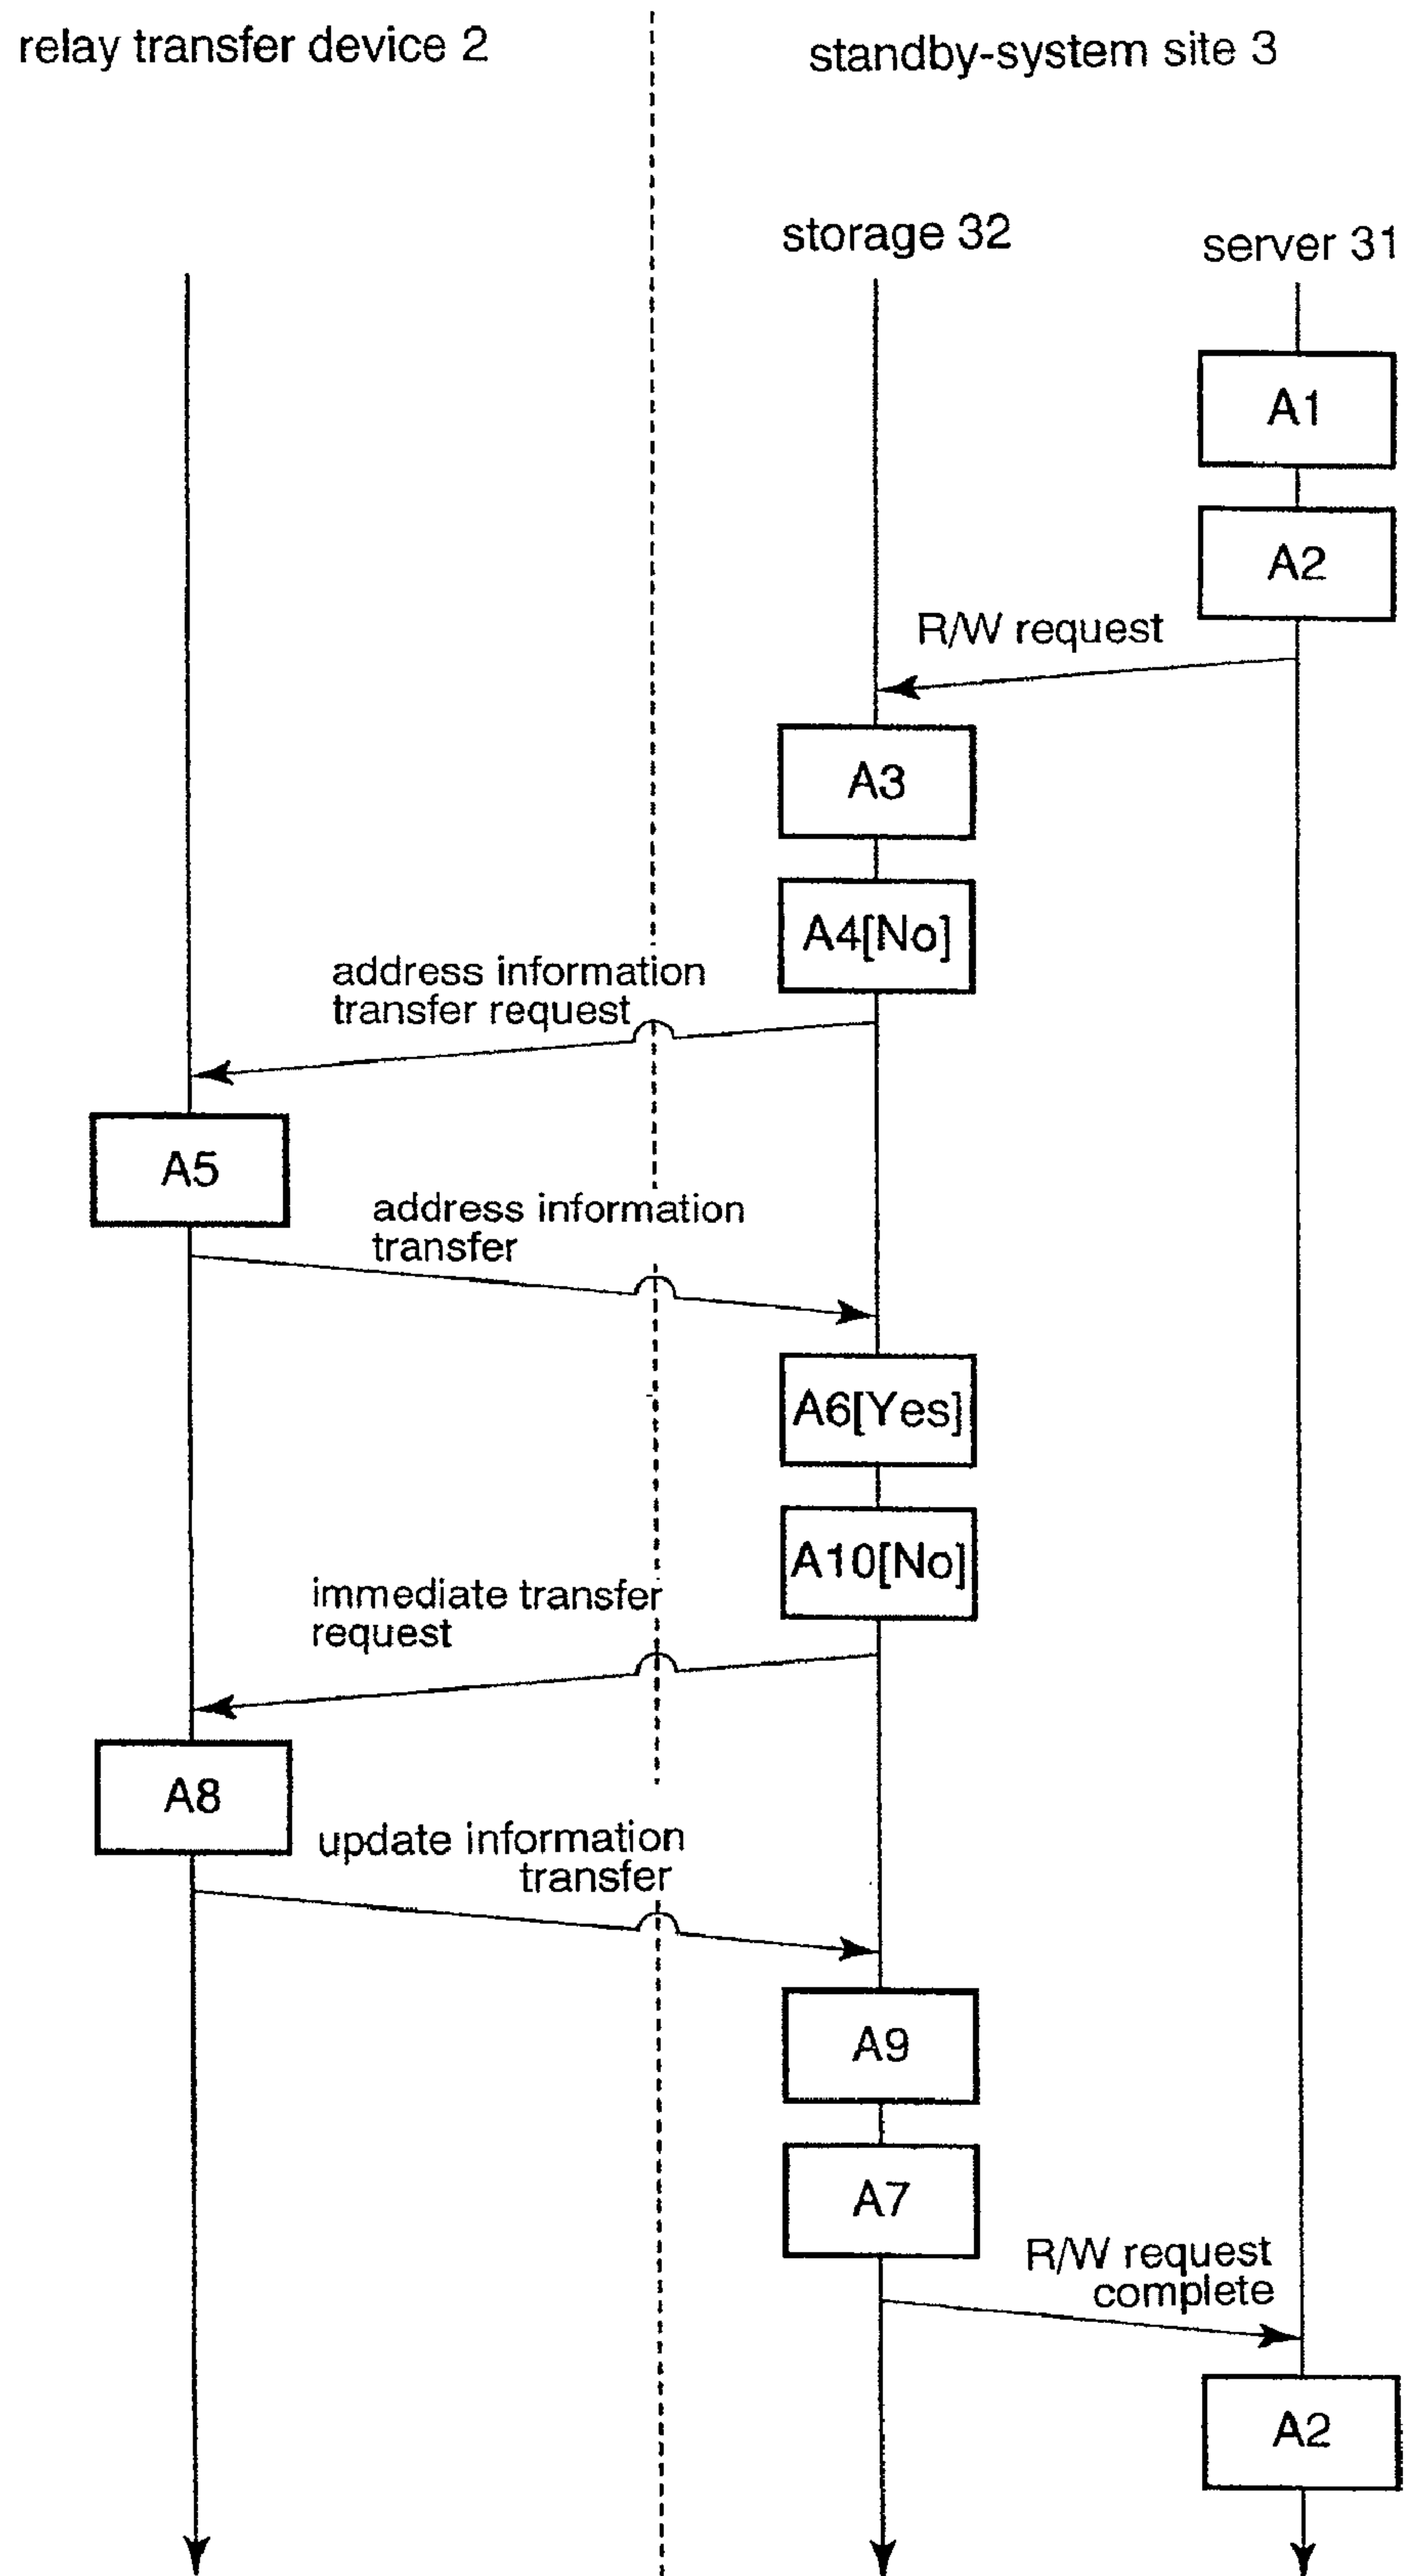 relay transfer device 2
standby-system site 3
storage 32
server 31
A1
A2
R/W request
A3
A4[No]
address information
transfer request
A5
address information
transfer
A6[Yes]
A10[No]
immediate transfer
request
A8
update information
transfer
A9
A7
R/W request
complete
A2